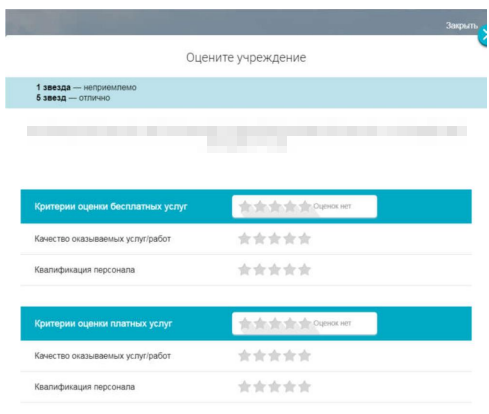 Закрыть
Оцените учреждение
1 звезда — неприемлемо
5 звезд — отлично
Критерии оценки бесплатных услуг Оценок нет
Качество оказываемых услуг/работ
Квалификация персонала
Критерии оценки платных услуг Оценок нет
Качество оказываемых услуг/работ
Квалификация персонала